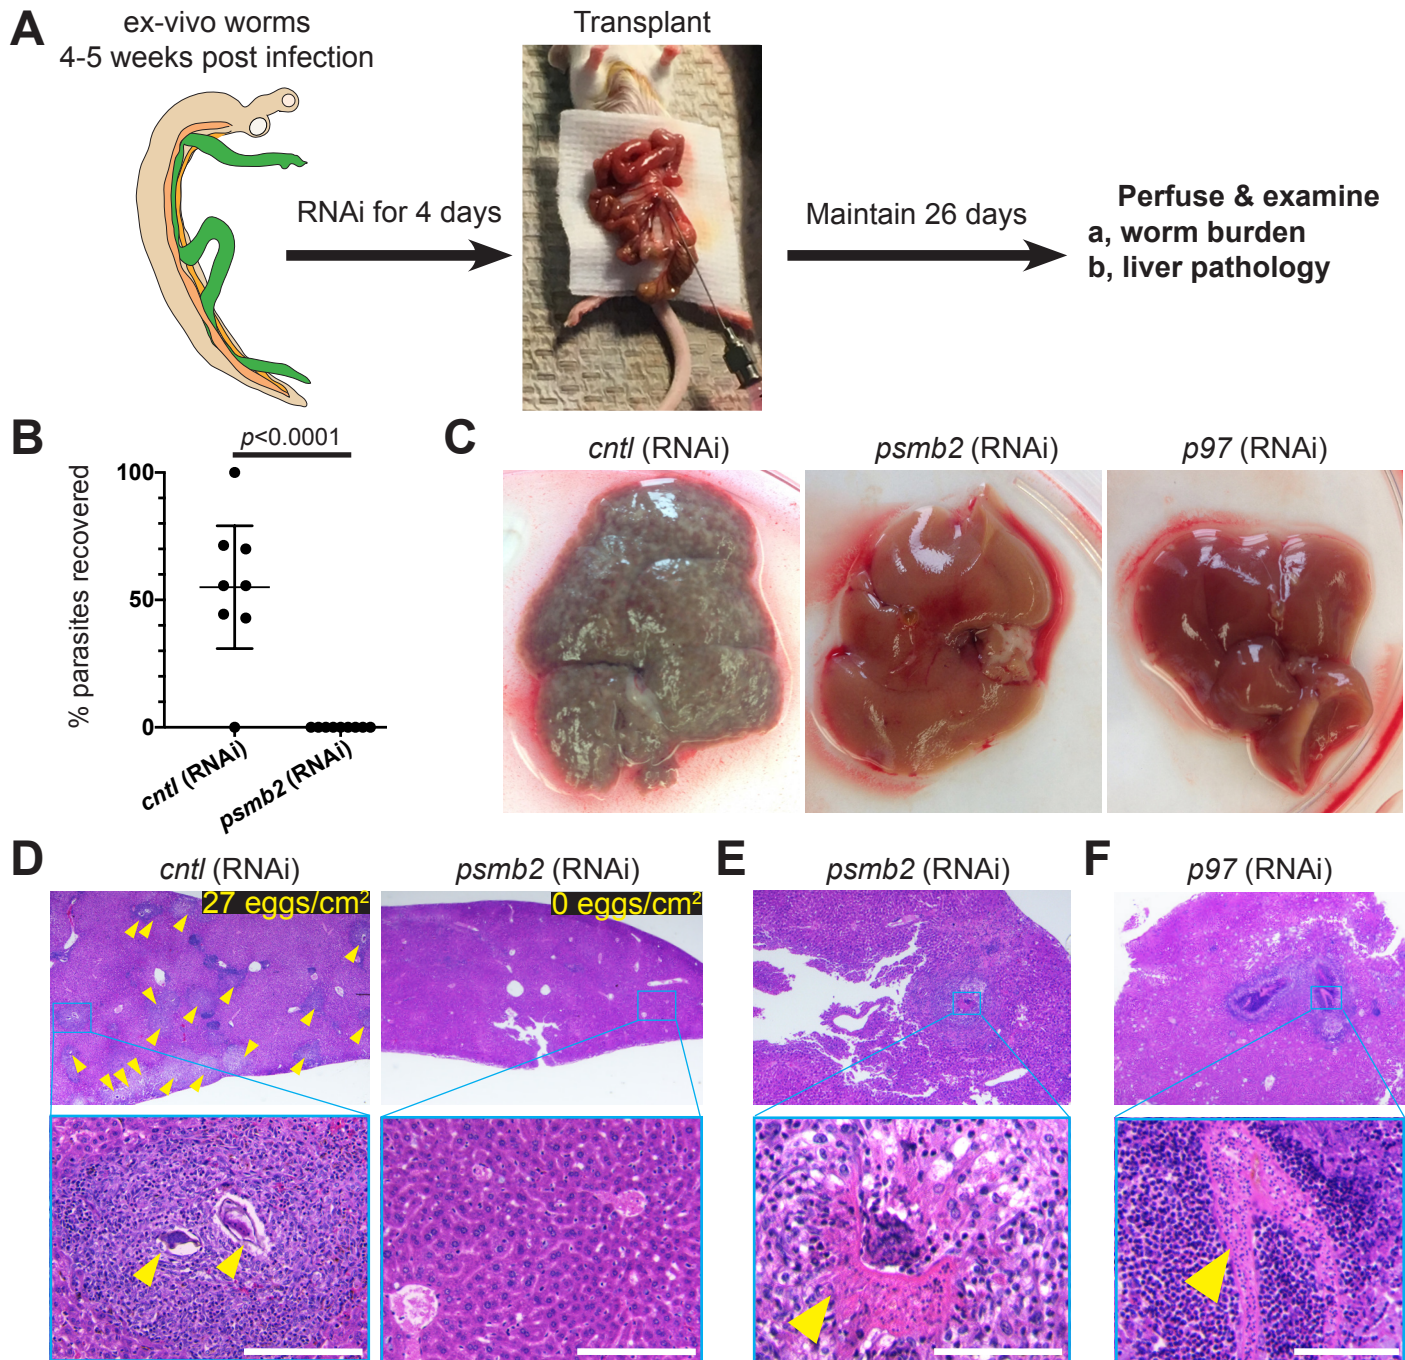 A
ex-vivo worms
4-5 weeks post infection
RNAi for 4 days
Transplant
Maintain 26 days
Perfuse & examine
a, worm burden
b, liver pathology
B
p<0.0001
% parasites recovered
100
50
0
cntl (RNAi)
psmb2 (RNAi)
C
cntl (RNAi)
psmb2 (RNAi)
p97 (RNAi)
D
cntl (RNAi)
27 eggs/cm²
psmb2 (RNAi)
0 eggs/cm²
E
psmb2 (RNAi)
F
p97 (RNAi)